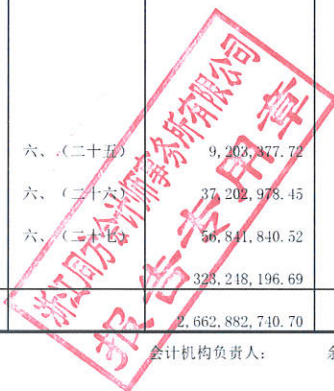 六、（二十五） 9,203,377.72
六、（二十六） 37,202,978.45
六、（二十七） 56,841,840.52
323,248,196.69
2,662,882,740.70
会计机构负责人：
浙江同方会计师事务所有限公司
报告专用章